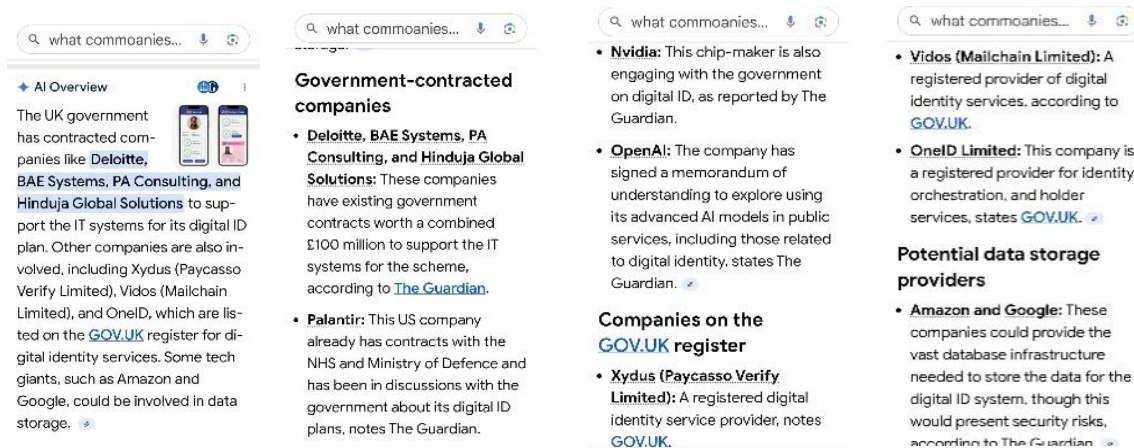 what commoanies...
AI Overview
The UK government
has contracted com-
panies like Deloitte,
BAE Systems, PA Consulting, and
Hinduja Global Solutions to sup-
port the IT systems for its digital ID
plan. Other companies are also in-
volved, including Xydus (Paycasso
Verify Limited), Vidos (Mailchain
Limited), and OneID, which are lis-
ted on the GOV.UK register for di-
gital identity services. Some tech
giants, such as Amazon and
Google, could be involved in data
storage.
what commoanies...
Government-contracted
companies
• Deloitte, BAE Systems, PA
Consulting, and Hinduja Global
Solutions: These companies
have existing government
contracts worth a combined
£100 million to support the IT
systems for the scheme,
according to The Guardian.
• Palantir: This US company
already has contracts with the
NHS and Ministry of Defence and
has been in discussions with the
government about its digital ID
plans, notes The Guardian.
what commoanies...
• Nvidia: This chip-maker is also
engaging with the government
on digital ID, as reported by The
Guardian.
• OpenAI: The company has
signed a memorandum of
understanding to explore using
its advanced AI models in public
services, including those related
to digital identity, states The
Guardian.
Companies on the
GOV.UK register
• Xydus (Paycasso Verify
Limited): A registered digital
identity service provider, notes
GOV.UK.
what commoanies...
• Vidos (Mailchain Limited): A
registered provider of digital
identity services, according to
GOV.UK.
• OneID Limited: This company is
a registered provider for identity
orchestration, and holder
services, states GOV.UK.
Potential data storage
providers
• Amazon and Google: These
companies could provide the
vast database infrastructure
needed to store the data for the
digital ID system, though this
would present security risks,
according to The Guardian.